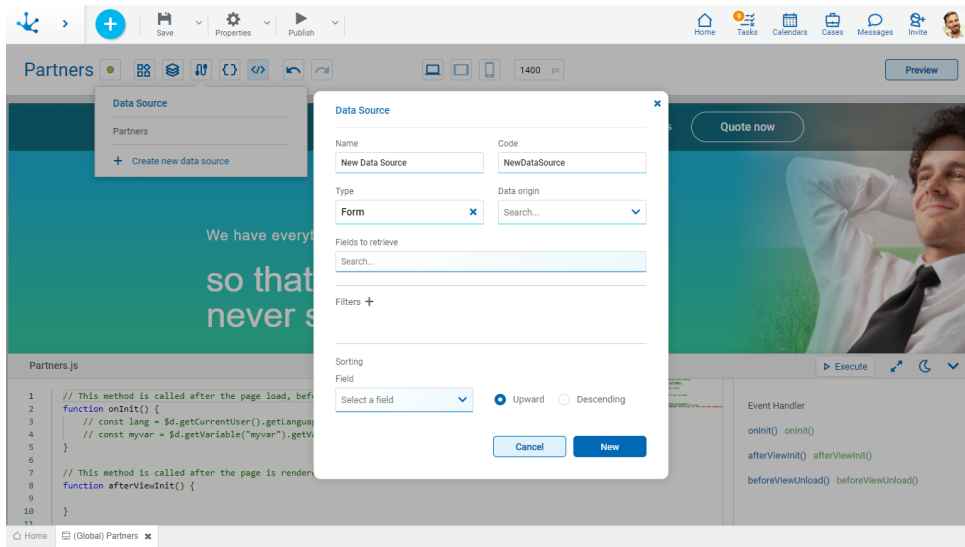 Save
Properties
Publish
Home
9
Tasks
Calendars
Cases
Messages
Invite
Partners
1400 px
Preview
Data Source
Partners
+ Create new data source
Quote now
We have everyt
so that
never s
Data Source
Name
Code
New Data Source
NewDataSource
Type
Data origin
Form
Search...
Fields to retrieve
Search...
Filters +
Sorting
Field
Select a field
Upward
Descending
Cancel
New
Partners.js
Execute
1 // This method is called after the page load, befo
2 function onInit() {
3 // const lang = $d.getCurrentUser().getLanguag
4 // const myvar = $d.getVariable("myvar").getVa
5 }
6
7 // This method is called after the page is rendere
8 function afterViewInit() {
9
10 }
11
Event Handler
onInit() onInit()
afterViewInit() afterViewInit()
beforeViewUnload() beforeViewUnload()
Home
(Global) Partners